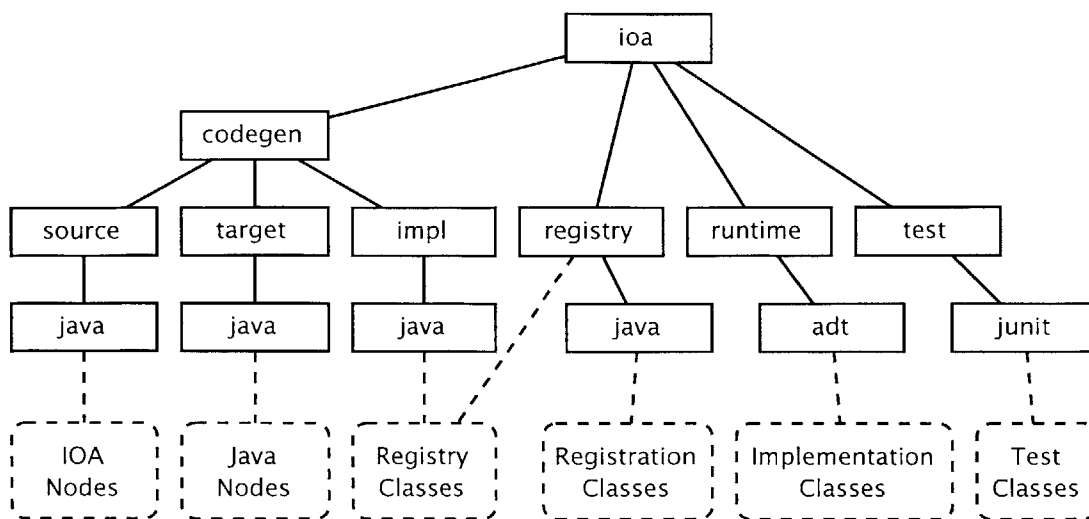 ioa
codegen
source
target
impl
registry
runtime
test
java
java
java
java
adt
junit
IOA
Nodes
Java
Nodes
Registry
Classes
Registration
Classes
Implementation
Classes
Test
Classes